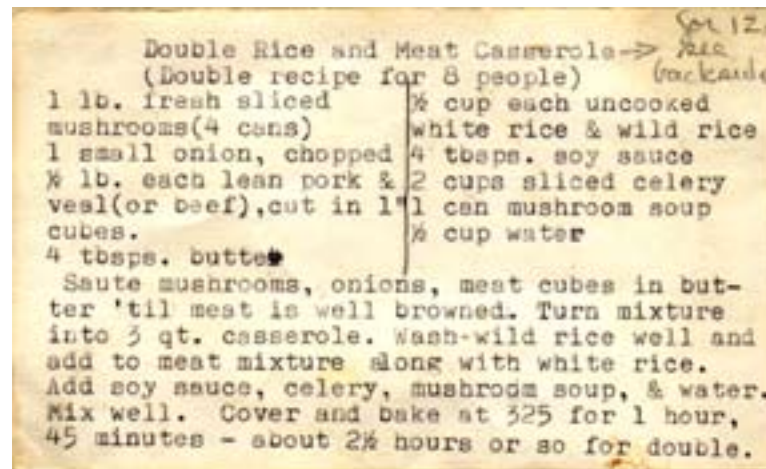 Double Rice and Meat Casserole → for 12, see backside
(Double recipe for 8 people)
1 lb. fresh sliced
mushrooms(4 cans)
1 small onion, chopped
½ lb. each lean pork &
veal(or beef),cut in 1"
cubes.
4 tbsps. butter
½ cup each uncooked
white rice & wild rice
4 tbsps. soy sauce
2 cups sliced celery
1 can mushroom soup
½ cup water
Saute mushrooms, onions, meat cubes in but-
ter 'til meat is well browned. Turn mixture
into 3 qt. casserole. Wash-wild rice well and
add to meat mixture along with white rice.
Add soy sauce, celery, mushroom soup, & water.
Mix well. Cover and bake at 325 for 1 hour,
45 minutes - about 2½ hours or so for double.